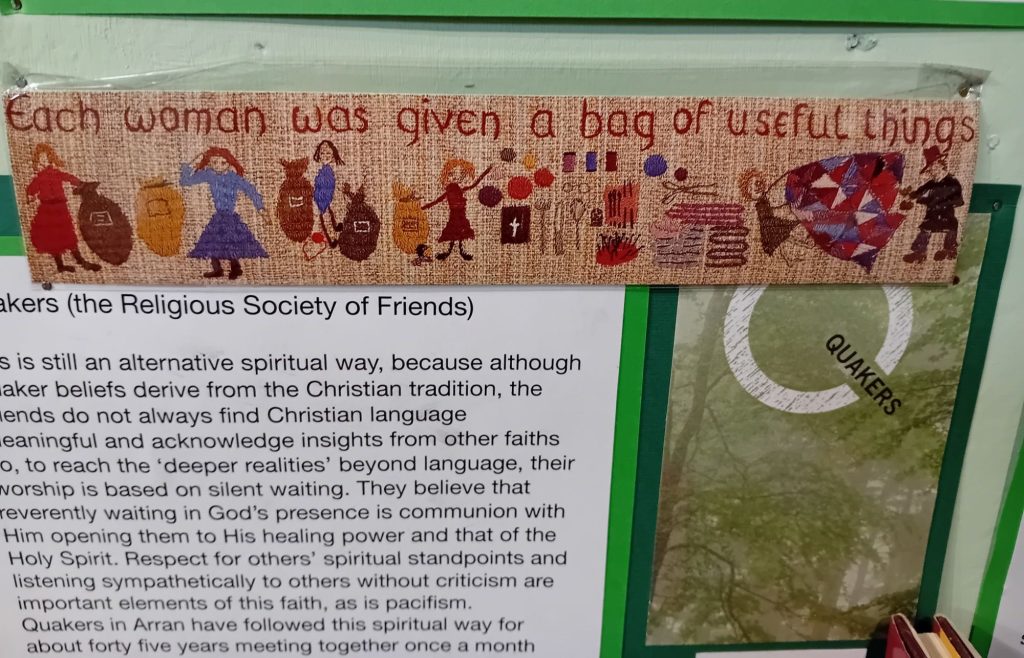 Each woman was given a bag of useful things
akers (the Religious Society of Friends)
s is still an alternative spiritual way, because although
aker beliefs derive from the Christian tradition, the
iends do not always find Christian language
eaningful and acknowledge insights from other faiths
o, to reach the ‘deeper realities’ beyond language, their
worship is based on silent waiting. They believe that
reverently waiting in God’s presence is communion with
Him opening them to His healing power and that of the
Holy Spirit. Respect for others’ spiritual standpoints and
listening sympathetically to others without criticism are
important elements of this faith, as is pacifism.
Quakers in Arran have followed this spiritual way for
about forty five years meeting together once a month
QUAKERS